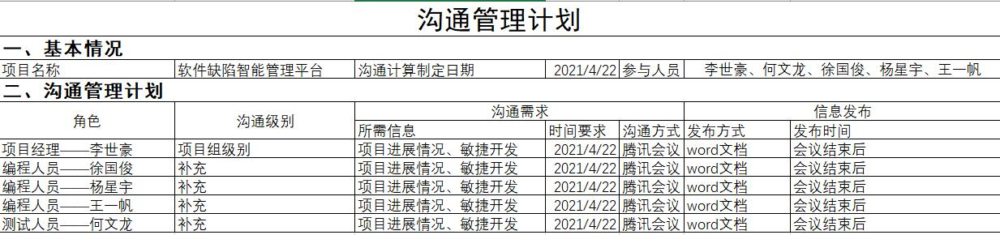 沟通管理计划
一、基本情况
项目名称 软件缺陷智能管理平台 沟通计算制定日期 2021/4/22 参与人员 李世豪、何文龙、徐国俊、杨星宇、王一帆
二、沟通管理计划
角色 沟通级别 沟通需求 信息发布
所需信息 时间要求 沟通方式 发布方式 发布时间
项目经理——李世豪 项目组级别 项目进展情况、敏捷开发 2021/4/22 腾讯会议 word文档 会议结束后
编程人员——徐国俊 补充 项目进展情况、敏捷开发 2021/4/22 腾讯会议 word文档 会议结束后
编程人员——杨星宇 补充 项目进展情况、敏捷开发 2021/4/22 腾讯会议 word文档 会议结束后
编程人员——王一帆 补充 项目进展情况、敏捷开发 2021/4/22 腾讯会议 word文档 会议结束后
测试人员——何文龙 补充 项目进展情况、敏捷开发 2021/4/22 腾讯会议 word文档 会议结束后